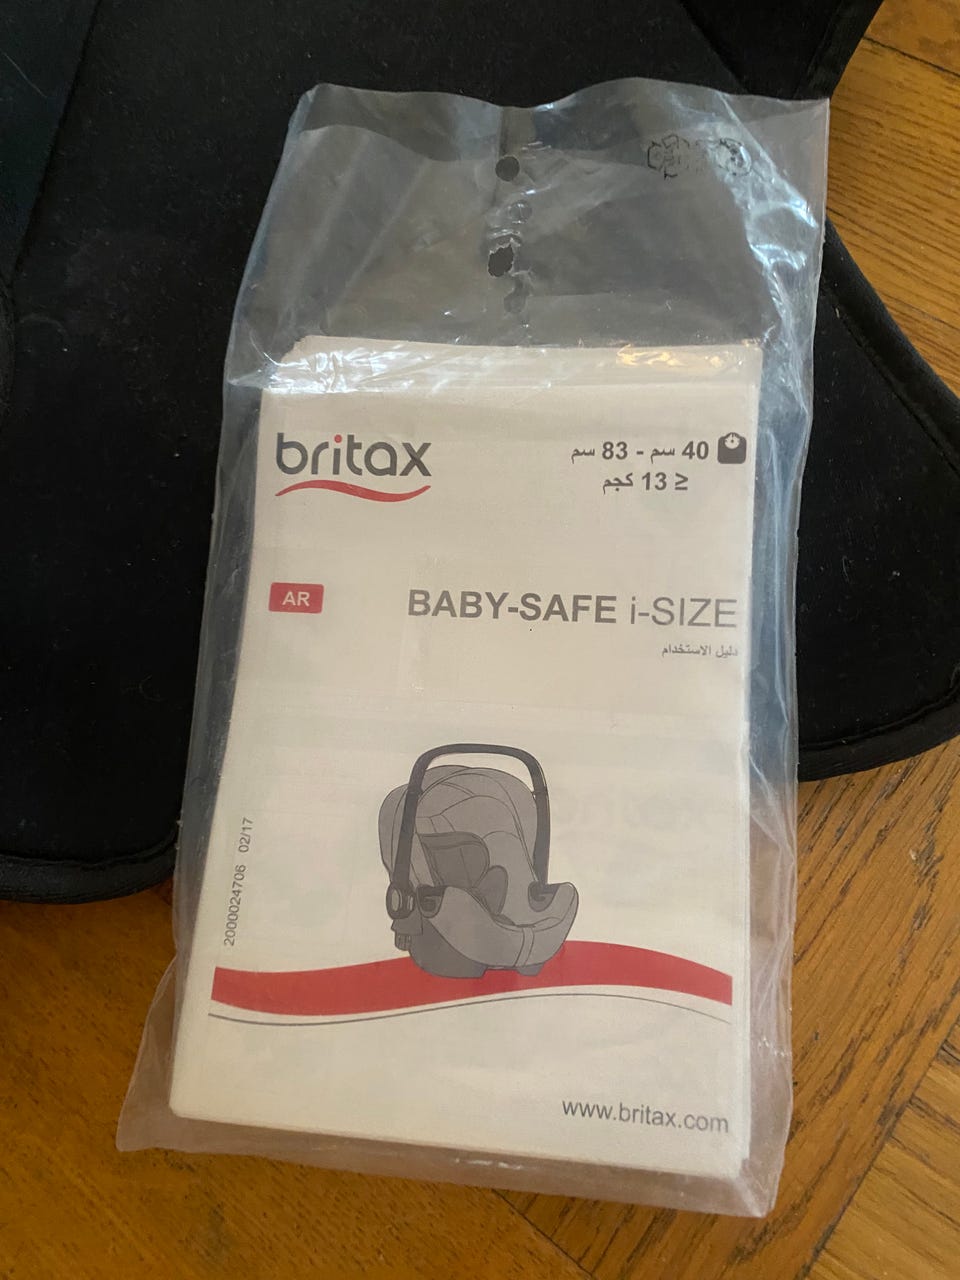 britax
40 سم - 83 سم
≤ 13 كجم
AR
BABY-SAFE i-SIZE
دليل الاستخدام
2000024706 02/17
www.britax.com